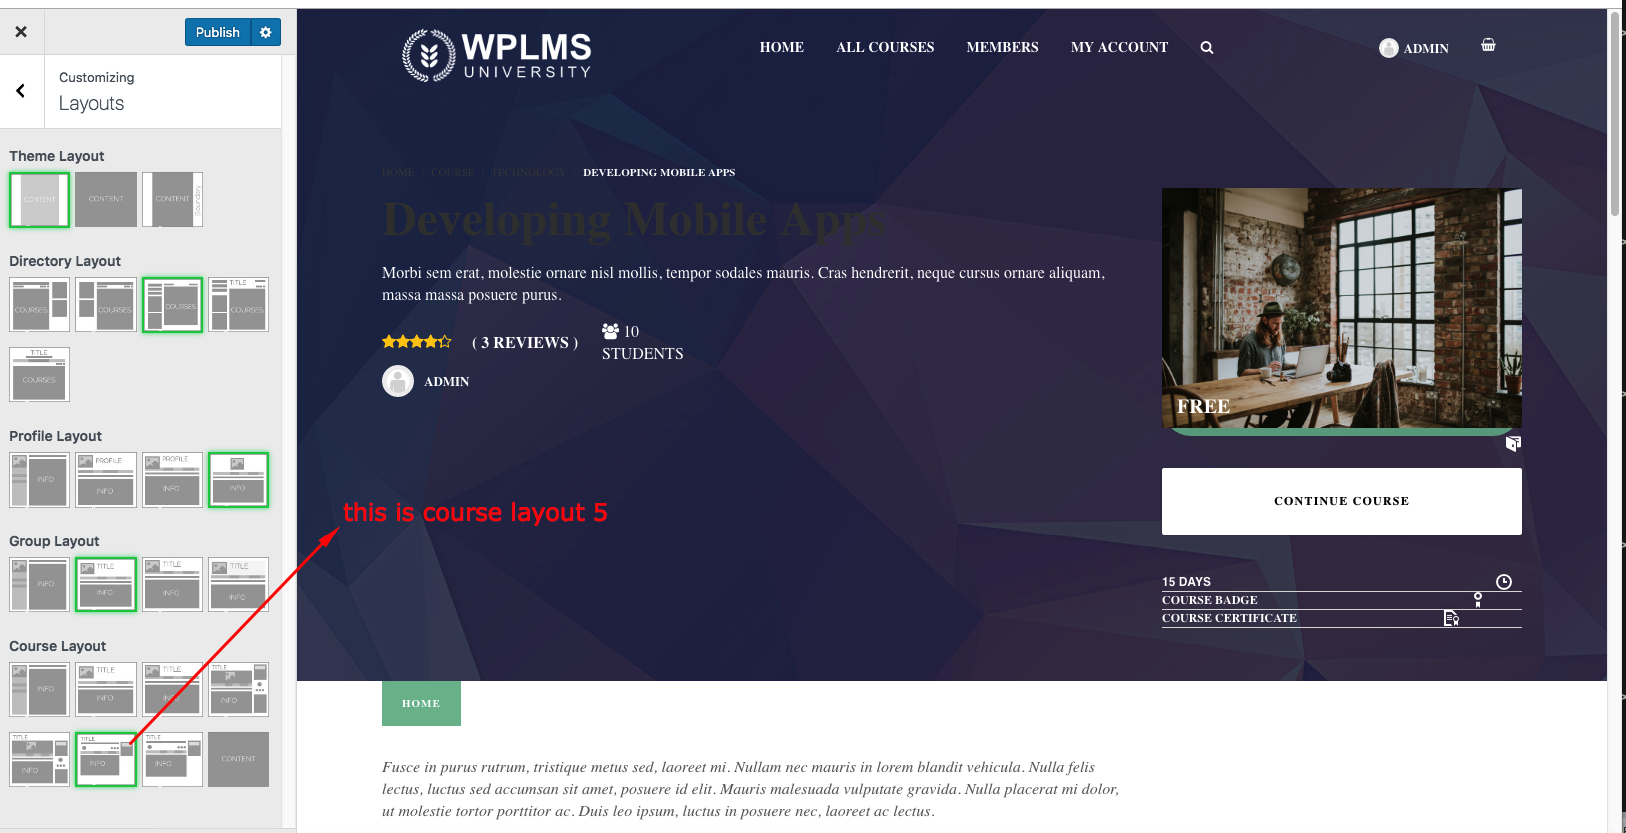 Publish
Customizing
Layouts
Theme Layout
CONTENT
CONTENT
CONTENT
Directory Layout
COURSES
COURSES
COURSES
TITLE
COURSES
TITLE
COURSES
Profile Layout
INFO
PROFILE
INFO
PROFILE
INFO
INFO
Group Layout
INFO
TITLE
INFO
TITLE
INFO
TITLE
INFO
Course Layout
INFO
TITLE
INFO
TITLE
INFO
TITLE
INFO
TITLE
INFO
TITLE
INFO
TITLE
INFO
CONTENT
WPLMS
UNIVERSITY
HOME
ALL COURSES
MEMBERS
MY ACCOUNT
ADMIN
HOME / COURSE / TECHNOLOGY / DEVELOPING MOBILE APPS
Developing Mobile Apps
Morbi sem erat, molestie ornare nisl mollis, tempor sodales mauris. Cras hendrerit, neque cursus ornare aliquam,
massa massa posuere purus.
( 3 REVIEWS )
10
STUDENTS
ADMIN
this is course layout 5
FREE
CONTINUE COURSE
15 DAYS
COURSE BADGE
COURSE CERTIFICATE
HOME
Fusce in purus rutrum, tristique metus sed, laoreet mi. Nullam nec mauris in lorem blandit vehicula. Nulla felis
lectus, luctus sed accumsan sit amet, posuere id elit. Mauris malesuada vulputate gravida. Nulla placerat mi dolor,
ut molestie tortor porttitor ac. Duis leo ipsum, luctus in posuere nec, laoreet ac lectus.